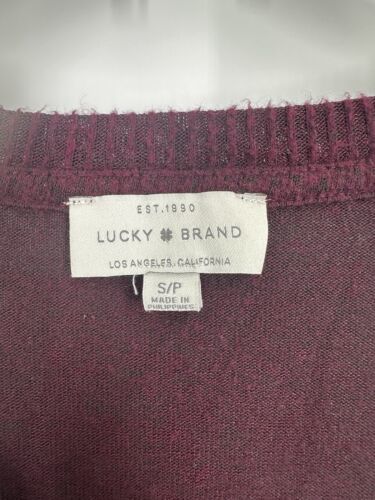 EST.1990
LUCKY BRAND
LOS ANGELES, CALIFORNIA
S/P
MADE IN
PHILIPPINES